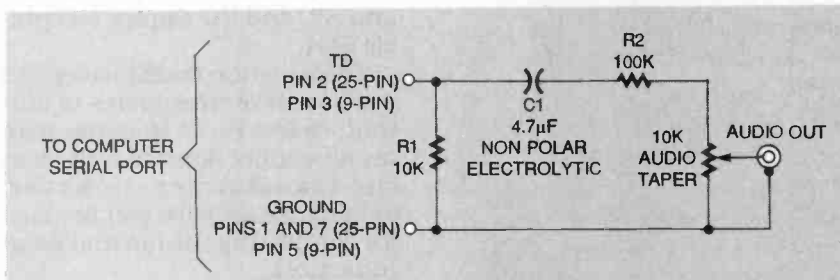 TD
PIN 2 (25-PIN)
PIN 3 (9-PIN)
TO COMPUTER
SERIAL PORT
R1
10K
C1
4.7µF
NON POLAR
ELECTROLYTIC
R2
100K
10K
AUDIO
TAPER
AUDIO OUT
GROUND
PINS 1 AND 7 (25-PIN)
PIN 5 (9-PIN)